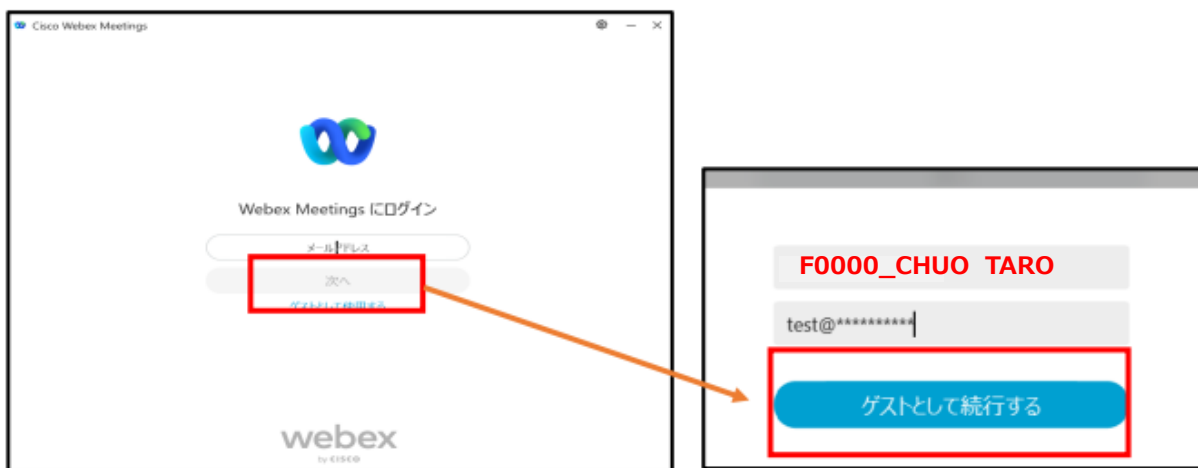 Cisco Webex Meetings
Webex Meetings にログイン
メールアドレス
次へ
ゲストとして使用する
webex
by CISCO
F0000_CHUO TARO
test@**********
ゲストとして続行する